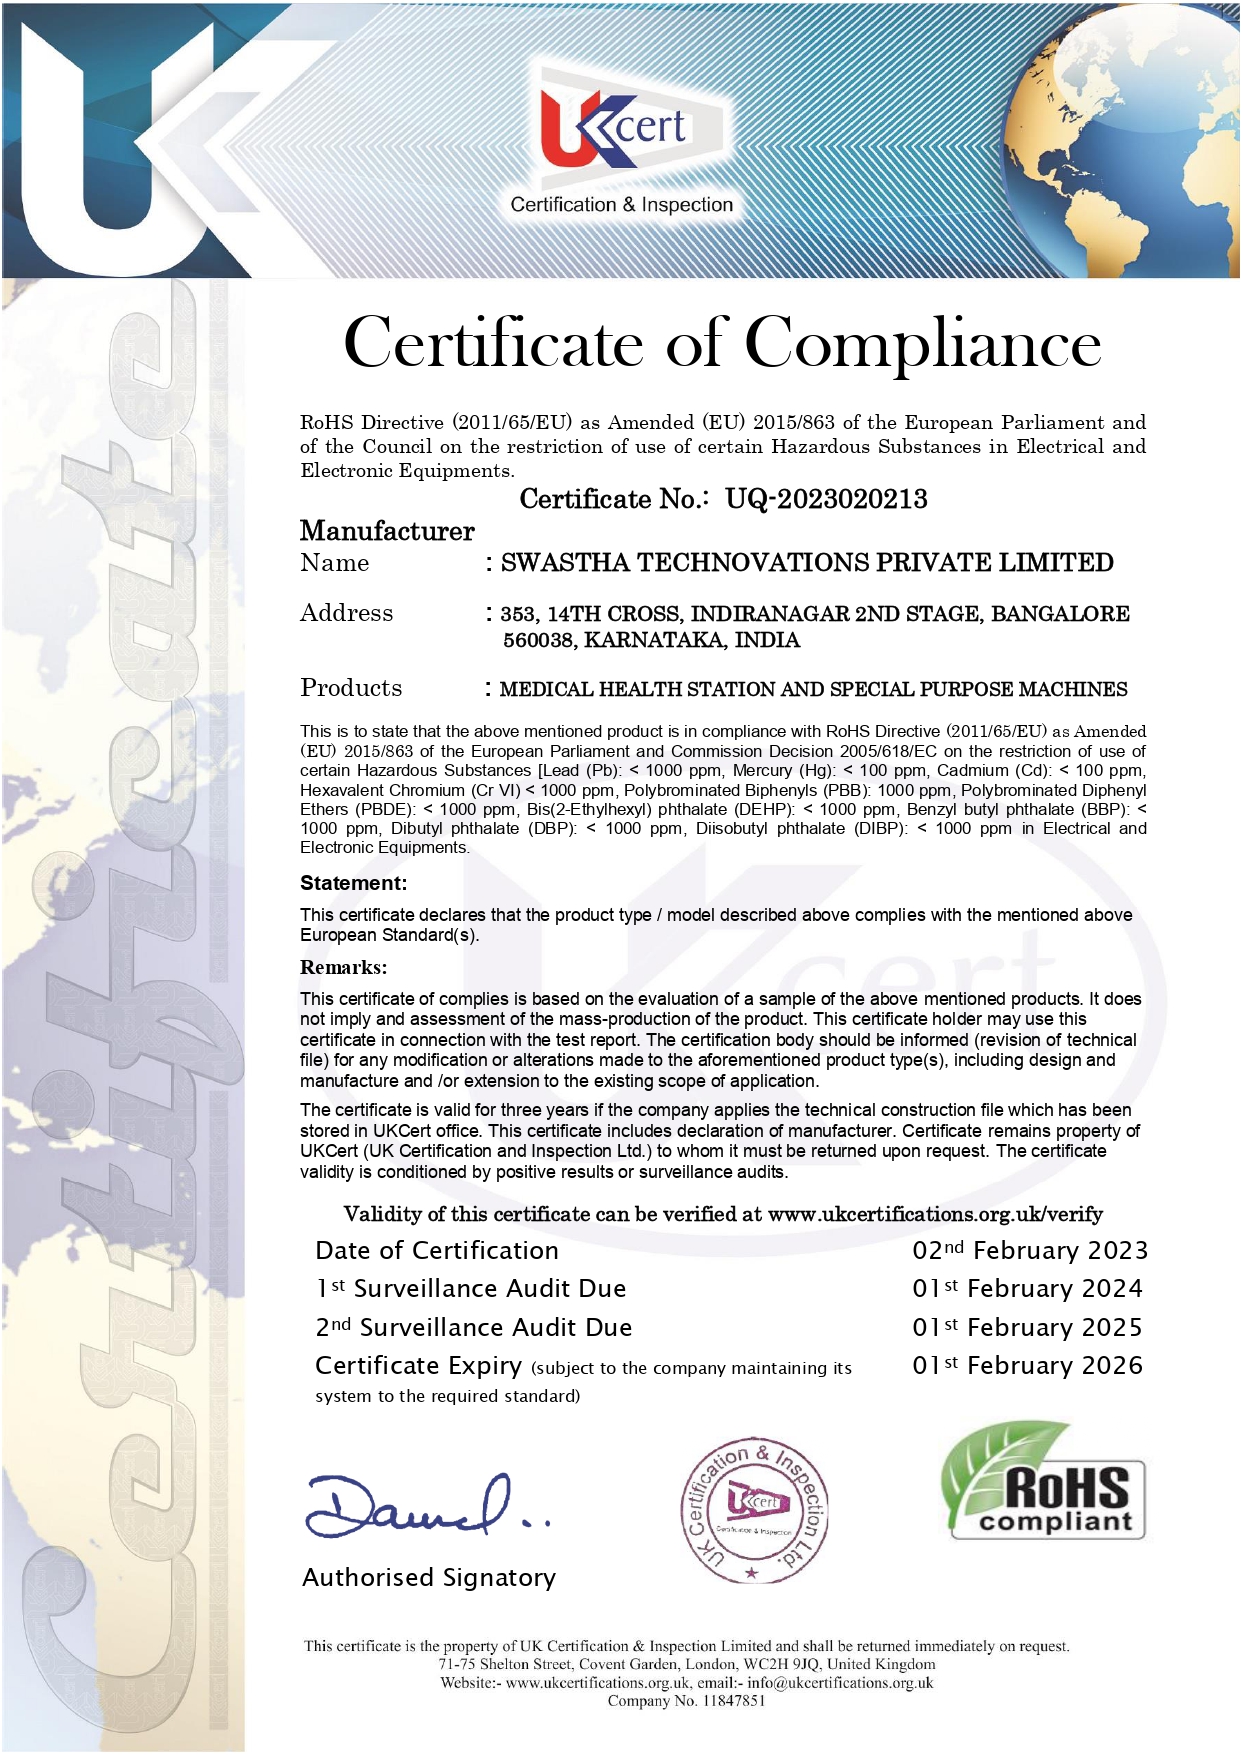 UKcert
Certification & Inspection
Certificate
Certificate of Compliance
RoHS Directive (2011/65/EU) as Amended (EU) 2015/863 of the European Parliament and
of the Council on the restriction of use of certain Hazardous Substances in Electrical and
Electronic Equipments.
Certificate No.: UQ-2023020213
Manufacturer
Name : SWASTHA TECHNOVATIONS PRIVATE LIMITED
Address : 353, 14TH CROSS, INDIRANAGAR 2ND STAGE, BANGALORE
560038, KARNATAKA, INDIA
Products : MEDICAL HEALTH STATION AND SPECIAL PURPOSE MACHINES
This is to state that the above mentioned product is in compliance with RoHS Directive (2011/65/EU) as Amended
(EU) 2015/863 of the European Parliament and Commission Decision 2005/618/EC on the restriction of use of
certain Hazardous Substances [Lead (Pb): < 1000 ppm, Mercury (Hg): < 100 ppm, Cadmium (Cd): < 100 ppm,
Hexavalent Chromium (Cr VI) < 1000 ppm, Polybrominated Biphenyls (PBB): 1000 ppm, Polybrominated Diphenyl
Ethers (PBDE): < 1000 ppm, Bis(2-Ethylhexyl) phthalate (DEHP): < 1000 ppm, Benzyl butyl phthalate (BBP): <
1000 ppm, Dibutyl phthalate (DBP): < 1000 ppm, Diisobutyl phthalate (DIBP): < 1000 ppm in Electrical and
Electronic Equipments.
Statement:
This certificate declares that the product type / model described above complies with the mentioned above
European Standard(s).
Remarks:
This certificate of complies is based on the evaluation of a sample of the above mentioned products. It does
not imply and assessment of the mass-production of the product. This certificate holder may use this
certificate in connection with the test report. The certification body should be informed (revision of technical
file) for any modification or alterations made to the aforementioned product type(s), including design and
manufacture and /or extension to the existing scope of application.
The certificate is valid for three years if the company applies the technical construction file which has been
stored in UKCert office. This certificate includes declaration of manufacturer. Certificate remains property of
UKCert (UK Certification and Inspection Ltd.) to whom it must be returned upon request. The certificate
validity is conditioned by positive results or surveillance audits.
Validity of this certificate can be verified at www.ukcertifications.org.uk/verify
Date of Certification 02nd February 2023
1st Surveillance Audit Due 01st February 2024
2nd Surveillance Audit Due 01st February 2025
Certificate Expiry (subject to the company maintaining its 01st February 2026
system to the required standard)
UK Certification & Inspection Ltd.
UKcert
Certification & Inspection
RoHS
compliant
Authorised Signatory
This certificate is the property of UK Certification & Inspection Limited and shall be returned immediately on request.
71-75 Shelton Street, Covent Garden, London, WC2H 9JQ, United Kingdom
Website:- www.ukcertifications.org.uk, email:- info@ukcertifications.org.uk
Company No. 11847851